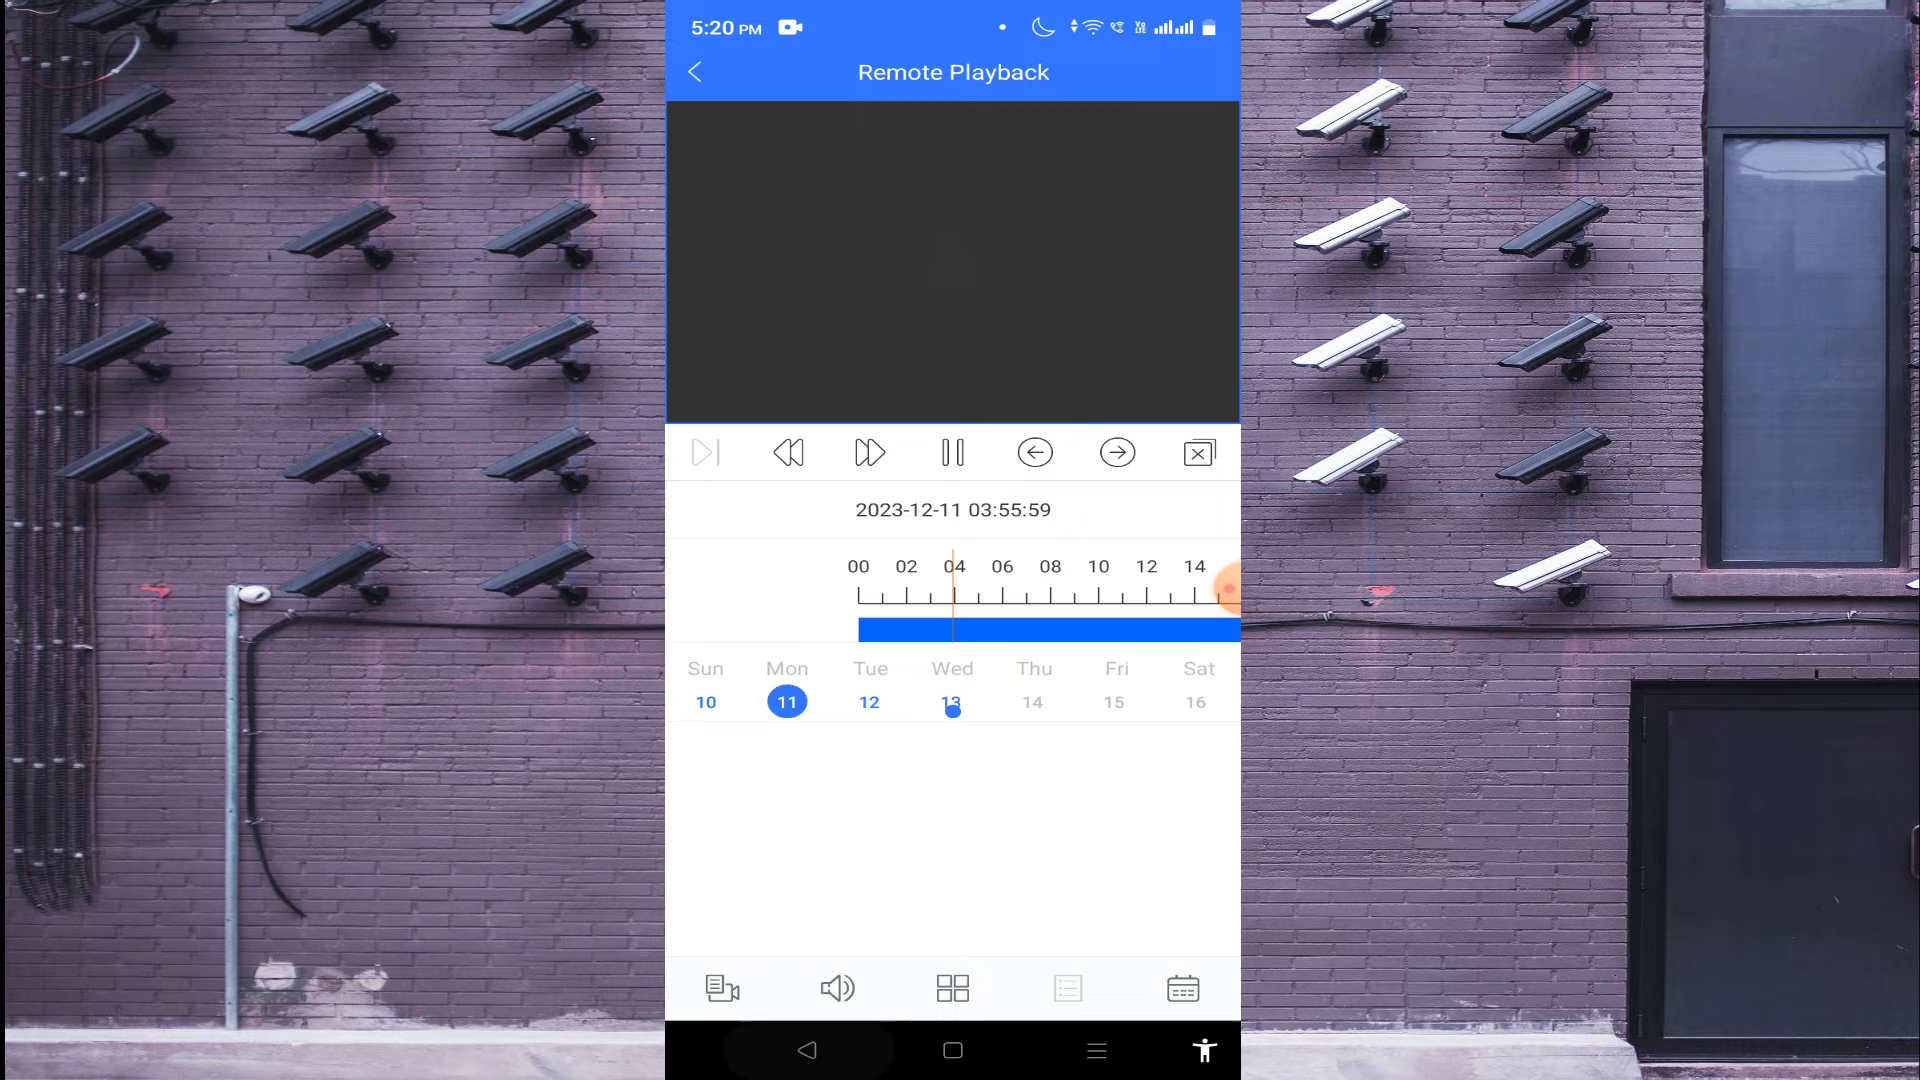 5:20 PM
Remote Playback
2023-12-11 03:55:59
00 02 04 06 08 10 12 14
Sun Mon Tue Wed Thu Fri Sat
10 11 12 13 14 15 16